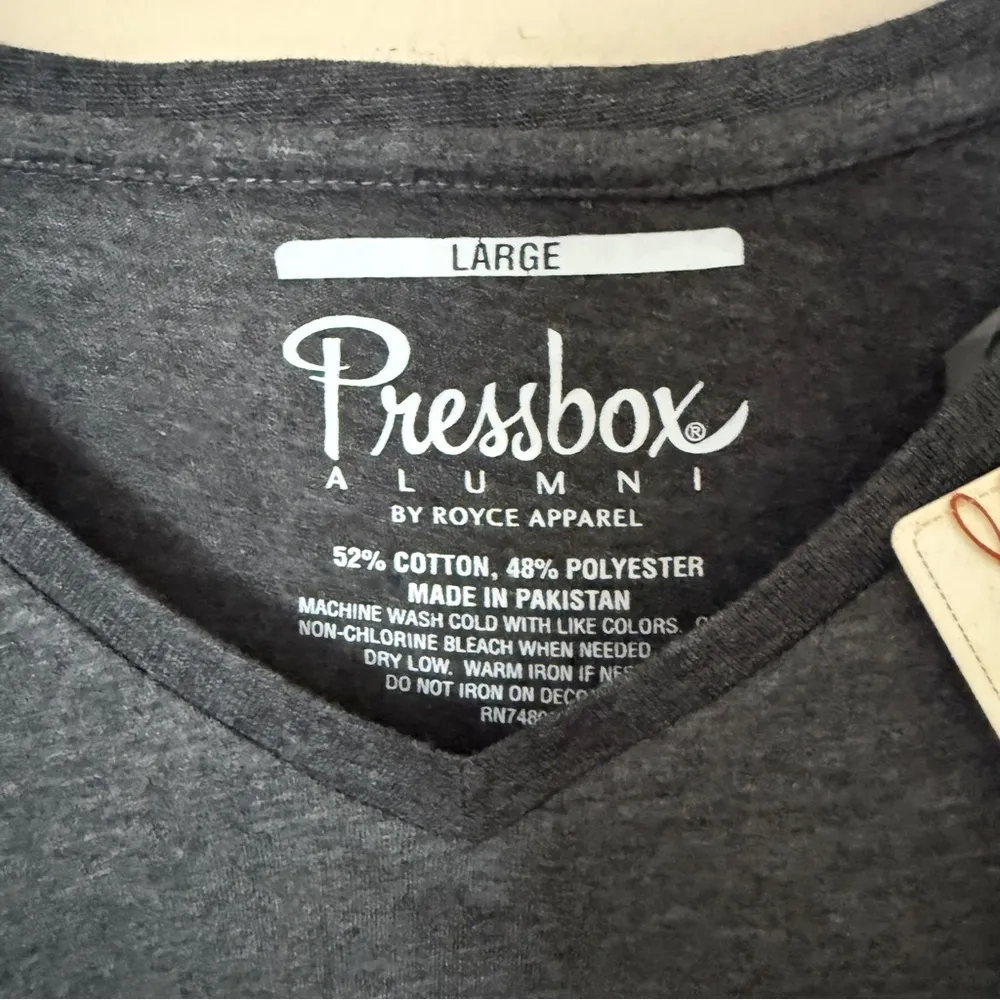 LARGE
Pressbox®
ALUMNI
BY ROYCE APPAREL
52% COTTON, 48% POLYESTER
MADE IN PAKISTAN
MACHINE WASH COLD WITH LIKE COLORS.
NON-CHLORINE BLEACH WHEN NEEDED
DRY LOW. WARM IRON IF
DO NOT IRON ON